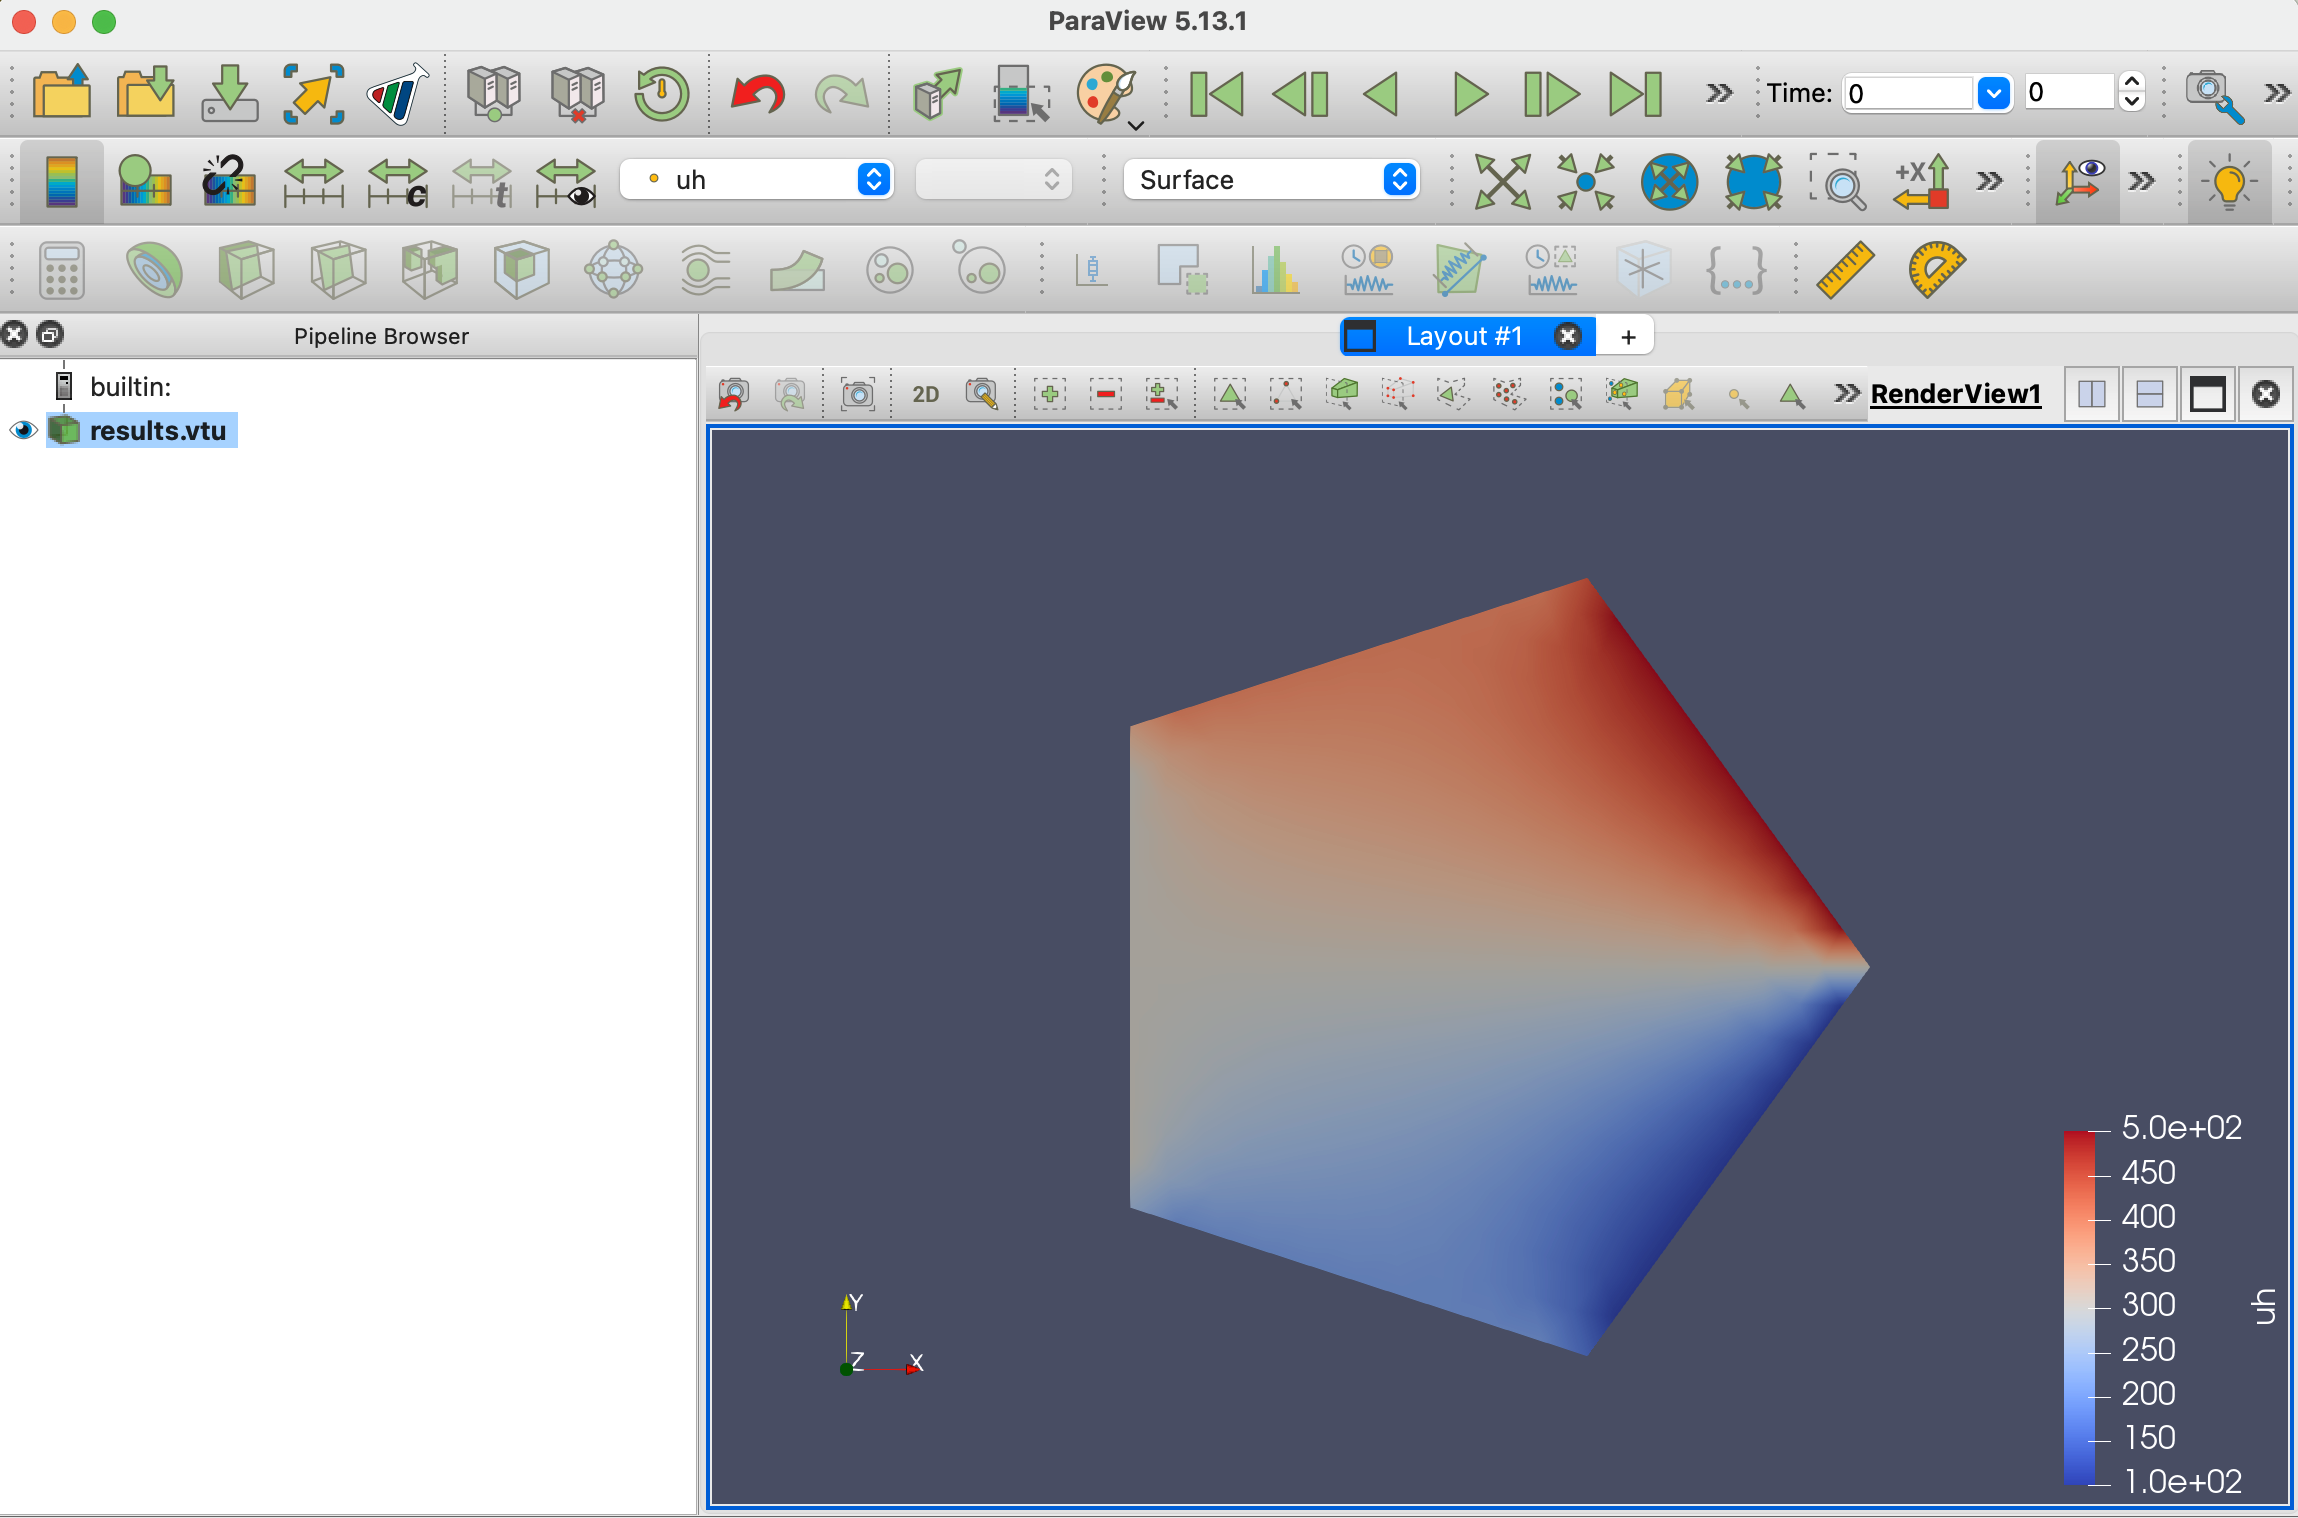 ParaView 5.13.1
Time: 0 0
c t uh Surface +X
{...}
Pipeline Browser
Layout #1 +
builtin:
2D RenderView1
results.vtu
5.0e+02
450
400
350
300
250
200
150
1.0e+02
uh
Y
Z X